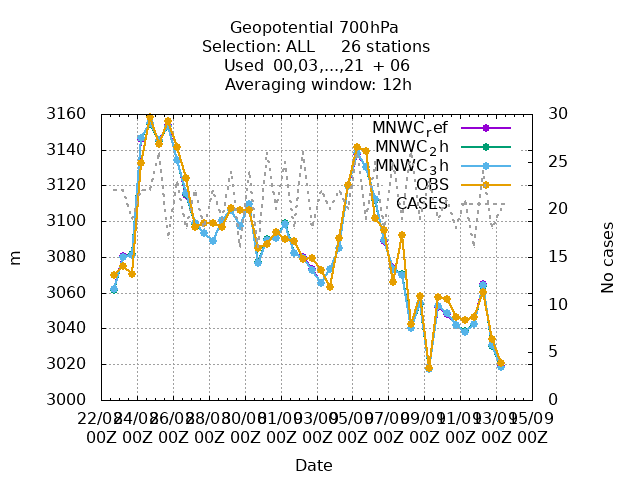 Geopotential 700hPa
Selection: ALL     26 stations
Used  00,03,...,21  + 06
Averaging window: 12h
3160
3140
3120
3100
3080
3060
3040
3020
3000
m
30
25
20
15
10
5
0
No cases
MNWC_ref
MNWC_2h
MNWC_3h
OBS
CASES
22/08 24/08 26/08 28/08 30/08 01/09 03/09 05/09 07/09 09/09 11/09 13/09 15/09
00Z 00Z 00Z 00Z 00Z 00Z 00Z 00Z 00Z 00Z 00Z 00Z 00Z
Date